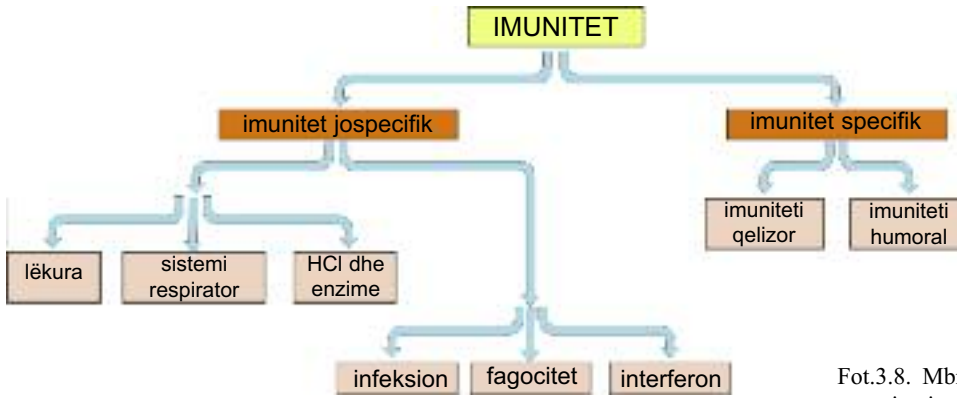 IMUNITET
imunitet jospecifik
imunitet specifik
imuniteti
qelizor
imuniteti
humoral
lëkura
sistemi
respirator
HCl dhe
enzime
infeksion
fagocitet
interferon
Fot.3.8.